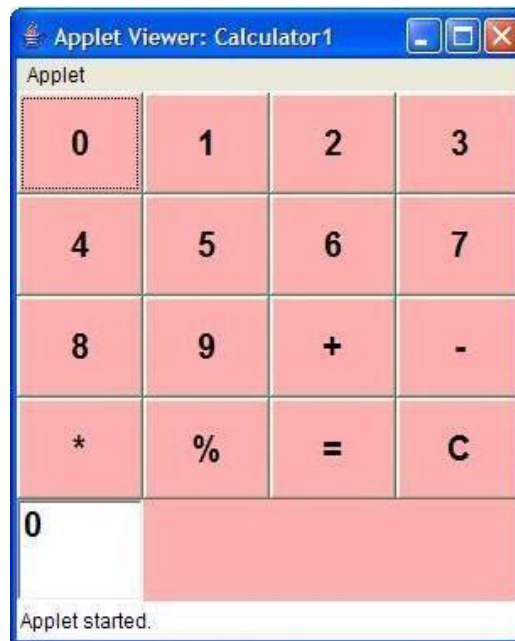 Applet Viewer: Calculator1
Applet
0 1 2 3
4 5 6 7
8 9 + -
* % = C
0
Applet started.